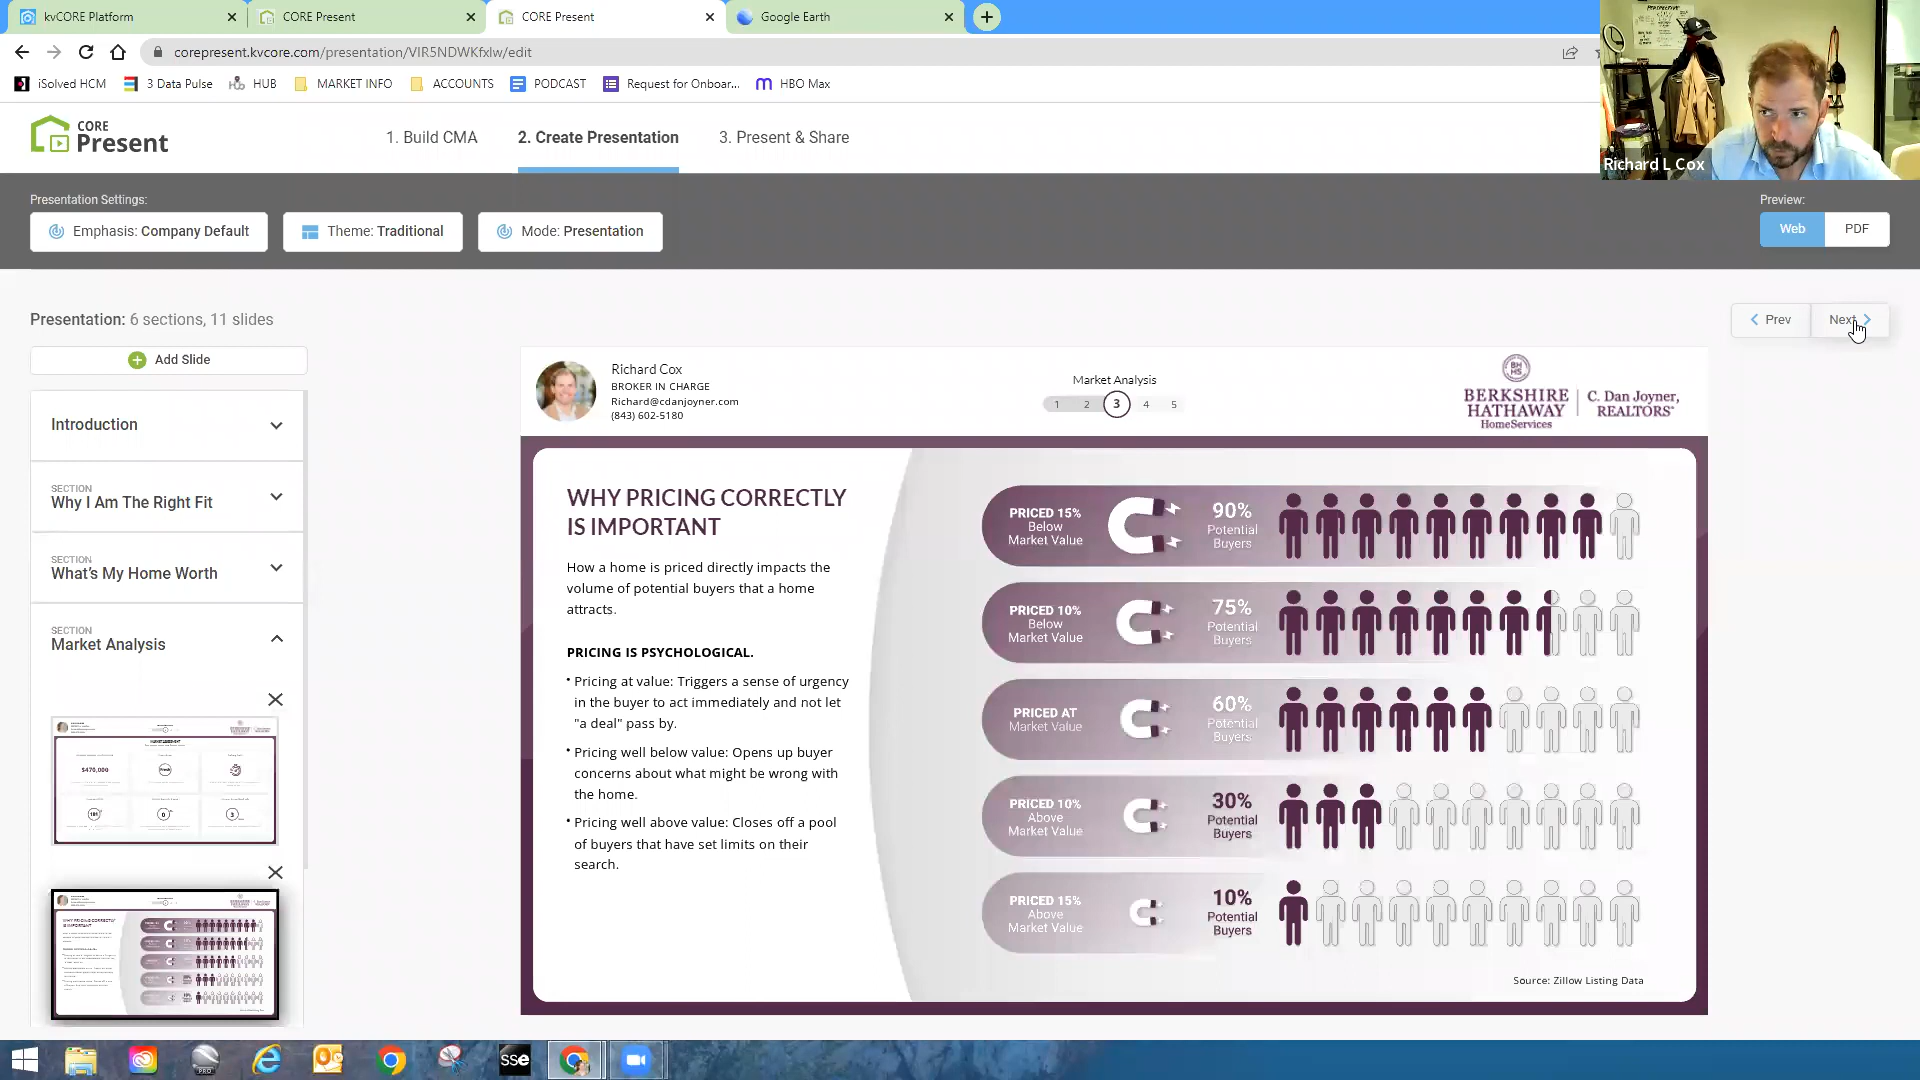 kvCORE Platform
CORE Present
CORE Present
Google Earth
corepresent.kvcore.com/presentation/VIR5NDWKfxlw/edit
iSolved HCM
3 Data Pulse
HUB
MARKET INFO
ACCOUNTS
PODCAST
Request for Onboar...
HBO Max
Richard L Cox
CORE
Present
1. Build CMA
2. Create Presentation
3. Present & Share
Presentation Settings:
Emphasis: Company Default
Theme: Traditional
Mode: Presentation
Preview:
Web
PDF
Presentation: 6 sections, 11 slides
Prev
Next
Add Slide
Introduction
SECTION
Why I Am The Right Fit
SECTION
What's My Home Worth
SECTION
Market Analysis
$470,000
WHY PRICING CORRECTLY
IS IMPORTANT
Richard Cox
BROKER IN CHARGE
Richard@cdanjoyner.com
(843) 602-5180
Market Analysis
1 2 3 4 5
BH
HS
BERKSHIRE
HATHAWAY
HomeServices
C. Dan Joyner,
REALTORS®
WHY PRICING CORRECTLY
IS IMPORTANT
How a home is priced directly impacts the
volume of potential buyers that a home
attracts.
PRICING IS PSYCHOLOGICAL.
• Pricing at value: Triggers a sense of urgency
in the buyer to act immediately and not let
"a deal" pass by.
• Pricing well below value: Opens up buyer
concerns about what might be wrong with
the home.
• Pricing well above value: Closes off a pool
of buyers that have set limits on their
search.
PRICED 15%
Below
Market Value
90%
Potential
Buyers
PRICED 10%
Below
Market Value
75%
Potential
Buyers
PRICED AT
Market Value
60%
Potential
Buyers
PRICED 10%
Above
Market Value
30%
Potential
Buyers
PRICED 15%
Above
Market Value
10%
Potential
Buyers
Source: Zillow Listing Data
PRO
SSe